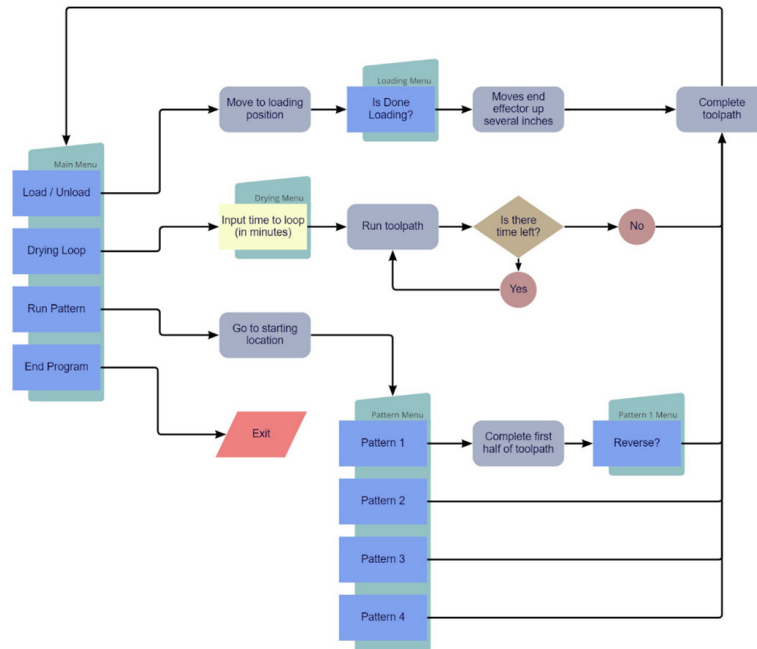 Loading Menu
Move to loading
position
Is Done
Loading?
Moves end
effector up
several inches
Complete
toolpath
Main Menu
Load / Unload
Drying Loop
Run Pattern
End Program
Drying Menu
Input time to loop
(in minutes)
Run toolpath
Is there
time left?
No
Yes
Go to starting
location
Exit
Pattern Menu
Pattern 1
Pattern 2
Pattern 3
Pattern 4
Complete first
half of toolpath
Pattern 1 Menu
Reverse?